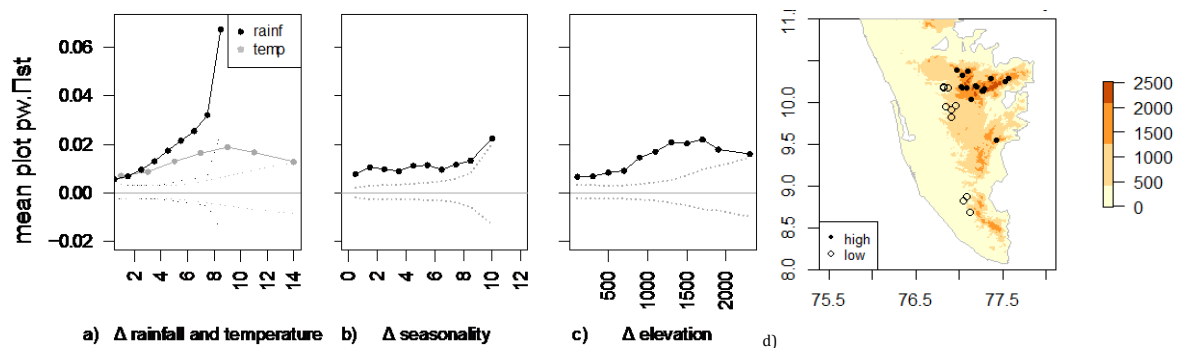 mean plot pw.Πst
0.06
0.04
0.02
0.00
−0.02
rainf
temp
2 4 6 8 10 12 14
0 2 4 6 8 10 12
500 1000 1500 2000
11.
10.5
10.0
9.5
9.0
8.5
8.0
high
low
75.5 76.5 77.5
2500
2000
1500
1000
500
0
a) Δ rainfall and temperature b) Δ seasonality c) Δ elevation d)